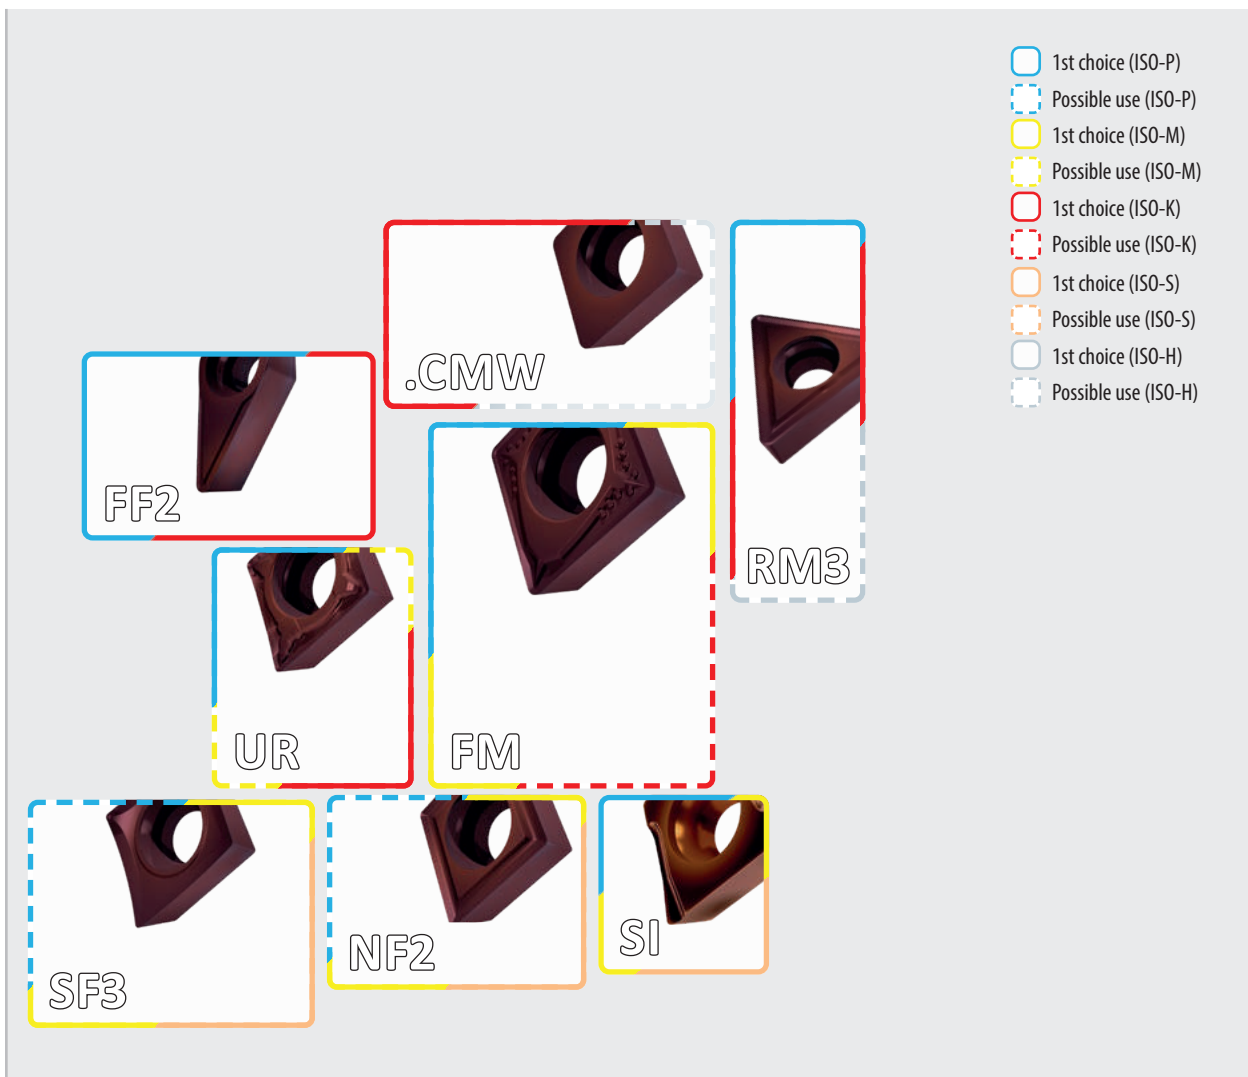 1st choice (ISO-P)
Possible use (ISO-P)
1st choice (ISO-M)
Possible use (ISO-M)
1st choice (ISO-K)
Possible use (ISO-K)
1st choice (ISO-S)
Possible use (ISO-S)
1st choice (ISO-H)
Possible use (ISO-H)
.CMW
FF2
RM3
UR
FM
SF3
NF2
SI